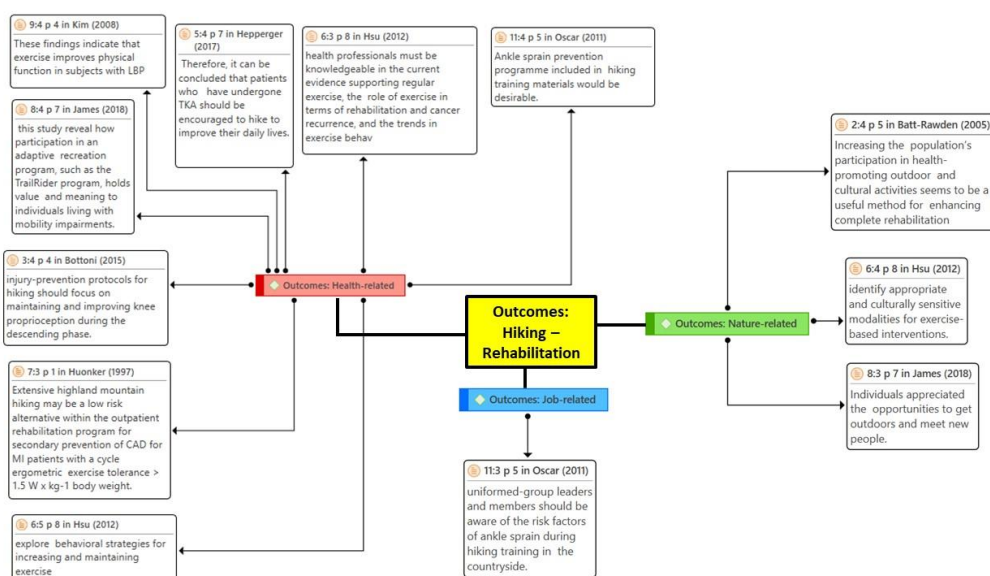 9:4 p 4 in Kim (2008)
These findings indicate that
exercise improves physical
function in subjects with LBP
5:4 p 7 in Hepperger
(2017)
Therefore, it can be
concluded that patients
who have undergone
TKA should be
encouraged to hike to
improve their daily lives.
6:3 p 8 in Hsu (2012)
health professionals must be
knowledgeable in the current
evidence supporting regular
exercise, the role of exercise in
terms of rehabilitation and cancer
recurrence, and the trends in
exercise behav
11:4 p 5 in Oscar (2011)
Ankle sprain prevention
programme included in hiking
training materials would be
desirable.
8:4 p 7 in James (2018)
this study reveal how
participation in an
adaptive recreation
program, such as the
TrailRider program, holds
value and meaning to
individuals living with
mobility impairments.
2:4 p 5 in Batt-Rawden (2005)
Increasing the population's
participation in health-
promoting outdoor and
cultural activities seems to be a
useful method for enhancing
complete rehabilitation
3:4 p 4 in Bottoni (2015)
injury-prevention protocols for
hiking should focus on
maintaining and improving knee
proprioception during the
descending phase.
Outcomes: Health-related
6:4 p 8 in Hsu (2012)
identify appropriate
and culturally sensitive
modalities for exercise-
based interventions.
Outcomes:
Hiking –
Rehabilitation
Outcomes: Nature-related
7:3 p 1 in Huonker (1997)
Extensive highland mountain
hiking may be a low risk
alternative within the outpatient
rehabilitation program for
secondary prevention of CAD for
MI patients with a cycle
ergometric exercise tolerance >
1.5 W x kg-1 body weight.
Outcomes: Job-related
8:3 p 7 in James (2018)
Individuals appreciated
the opportunities to get
outdoors and meet new
people.
11:3 p 5 in Oscar (2011)
uniformed-group leaders
and members should be
aware of the risk factors
of ankle sprain during
hiking training in the
countryside.
6:5 p 8 in Hsu (2012)
explore behavioral strategies for
increasing and maintaining
exercise